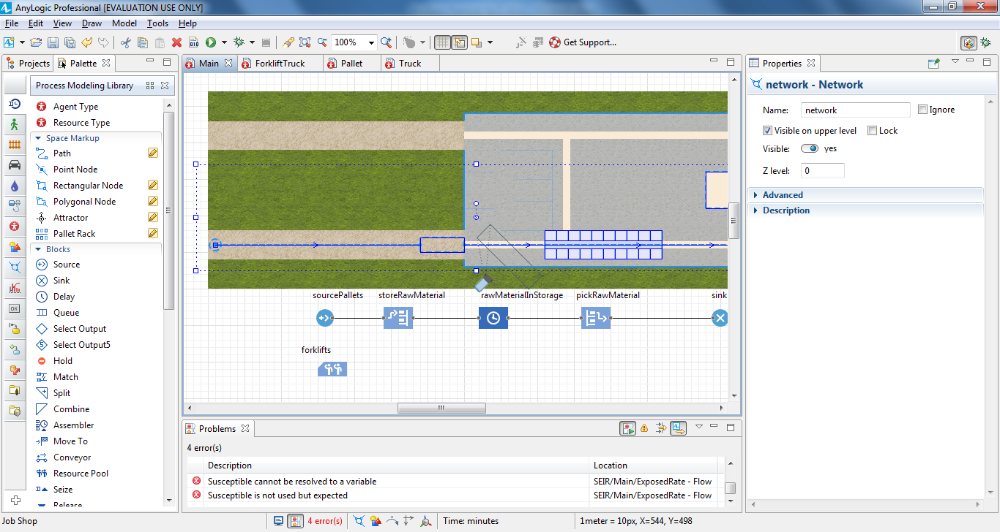 AnyLogic Professional [EVALUATION USE ONLY]
File Edit View Draw Model Tools Help
100% Get Support...
Projects Palette
Process Modeling Library
Agent Type
Resource Type
Space Markup
Path
Point Node
Rectangular Node
Polygonal Node
Attractor
Pallet Rack
Blocks
Source
Sink
Delay
Queue
Select Output
Select Output5
Hold
Match
Split
Combine
Assembler
Move To
Conveyor
Resource Pool
Seize
Release
Main ForkliftTruck Pallet Truck
sourcePallets storeRawMaterial rawMaterialInStorage pickRawMaterial sink
forklifts
Problems
4 error(s)
Description Location
Susceptible cannot be resolved to a variable SEIR/Main/ExposedRate - Flow
Susceptible is not used but expected SEIR/Main/ExposedRate - Flow
Properties
network - Network
Name: network Ignore
Visible on upper level Lock
Visible: yes
Z level: 0
Advanced
Description
Job Shop 4 error(s) Time: minutes 1meter = 10px, X=544, Y=498